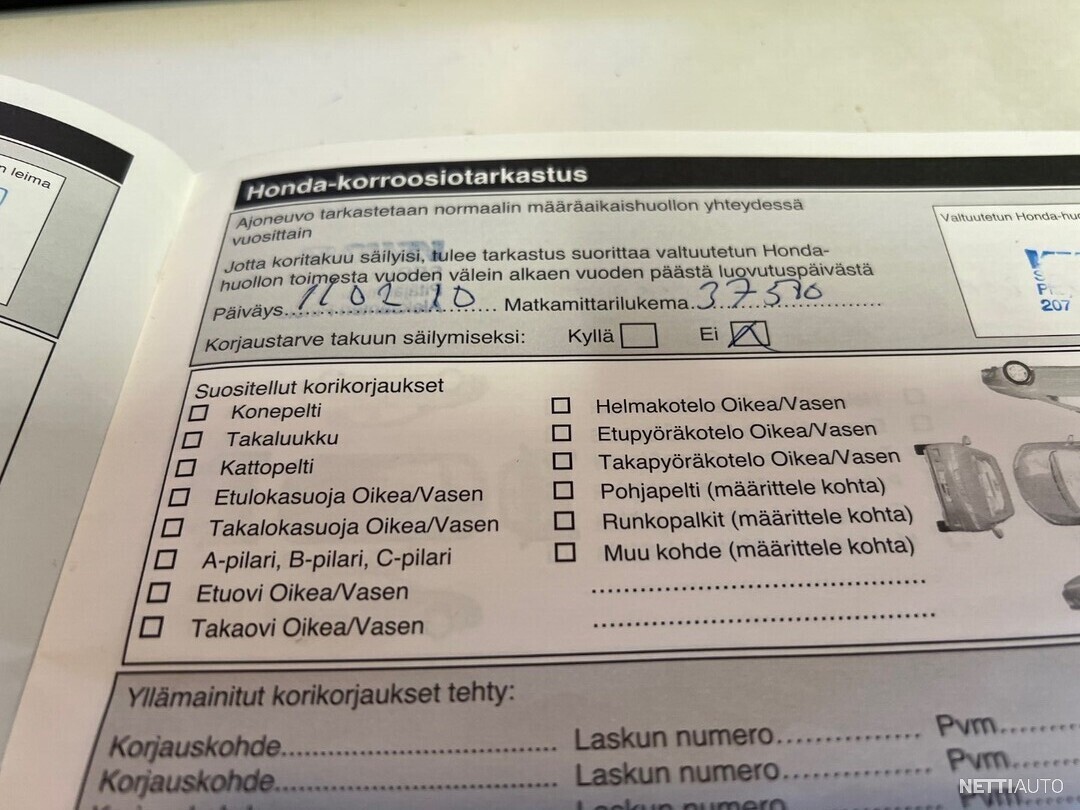 n leima
Honda-korroosiotarkastus
Ajoneuvo tarkastetaan normaalin määräaikaishuollon yhteydessä
vuosittain
Jotta koritakuu säilyisi, tulee tarkastus suorittaa valtuutetun Honda-
huollon toimesta vuoden välein alkaen vuoden päästä luovutuspäivästä
Päiväys 11 02 10 Matkamittarilukema
Korjaustarve takuun säilymiseksi: Kyllä Ei
Valtuutetun Honda-hu
207
Suositellut korikorjaukset
Konepelti
Takaluukku
Kattopelti
Etulokasuoja Oikea/Vasen
Takalokasuoja Oikea/Vasen
A-pilari, B-pilari, C-pilari
Etuovi Oikea/Vasen
Takaovi Oikea/Vasen
Helmakotelo Oikea/Vasen
Etupyöräkotelo Oikea/Vasen
Takapyöräkotelo Oikea/Vasen
Pohjapelti (määrittele kohta)
Runkopalkit (määrittele kohta)
Muu kohde (määrittele kohta)
Yllämainitut korikorjaukset tehty:
Korjauskohde Laskun numero Pvm
Korjauskohde Laskun numero Pvm
Korjauskohde Laskun numero
NETTIAUTO